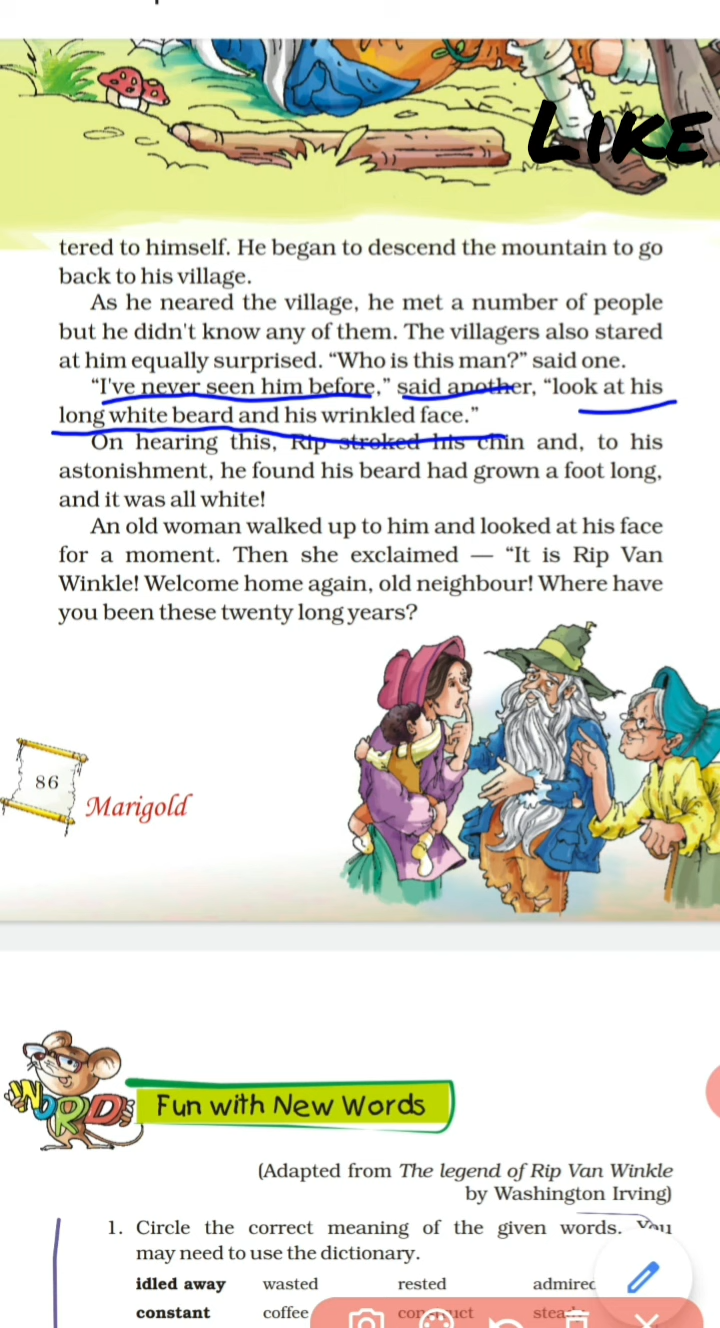 LIKE
tered to himself. He began to descend the mountain to go
back to his village.
As he neared the village, he met a number of people
but he didn't know any of them. The villagers also stared
at him equally surprised. “Who is this man?” said one.
“I've never seen him before,” said another, “look at his
long white beard and his wrinkled face.”
On hearing this, Rip stroked his chin and, to his
astonishment, he found his beard had grown a foot long,
and it was all white!
An old woman walked up to him and looked at his face
for a moment. Then she exclaimed — “It is Rip Van
Winkle! Welcome home again, old neighbour! Where have
you been these twenty long years?
86
Marigold
WORDS
Fun with New Words
(Adapted from The legend of Rip Van Winkle
by Washington Irving)
1. Circle the correct meaning of the given words. You
may need to use the dictionary.
idled away wasted rested admired
constant coffee construct